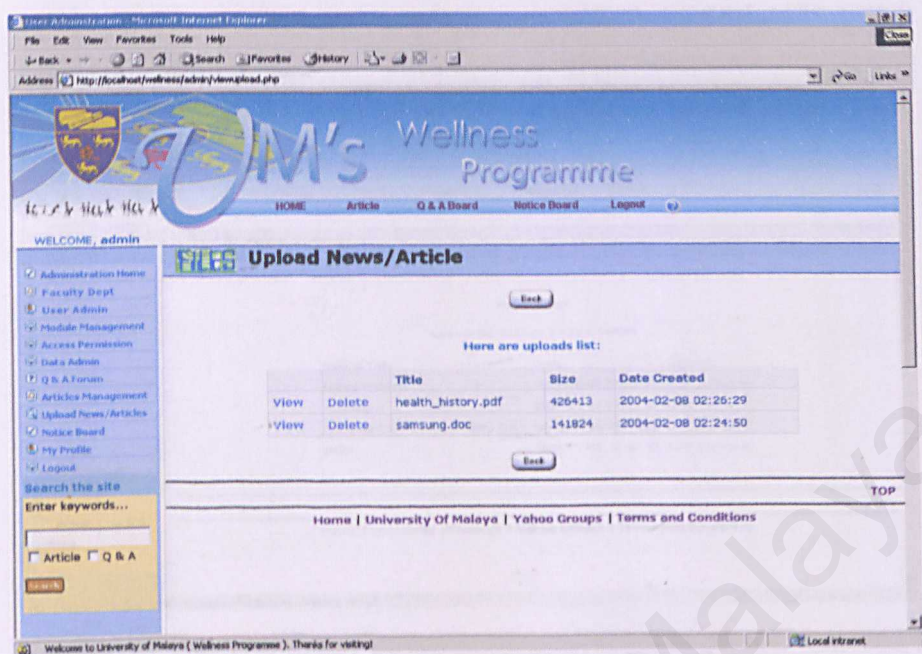 User Administration - Microsoft Internet Explorer
File Edit View Favorites Tools Help
Close
Back Search Favorites History
Address http://localhost/wellness/admin/viewupload.php Go Links
UM's Wellness Programme
HOME Article Q & A Board Notice Board Logout
WELCOME, admin
Administration Home
Faculty Dept
User Admin
Module Management
Access Permission
Data Admin
Q & A Forum
Articles Management
Upload News/Articles
Notice Board
My Profile
Logout
Search the site
Enter keywords...
Article Q & A
Search
FILES Upload News/Article
Back
Here are uploads list:
Title Size Date Created
View Delete health_history.pdf 426413 2004-02-08 02:26:29
View Delete samsung.doc 141824 2004-02-08 02:24:50
Back
TOP
Home | University Of Malaya | Yahoo Groups | Terms and Conditions
Welcome to University of Malaya ( Wellness Programme ). Thanks for visiting! Local intranet
Malaya